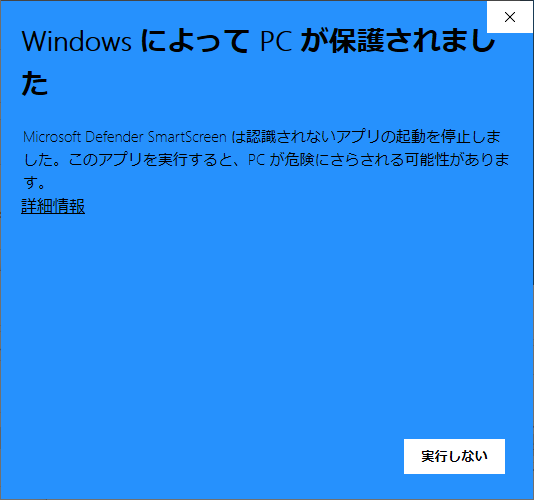 Windows によって PC が保護されまし
た
Microsoft Defender SmartScreen は認識されないアプリの起動を停止しま
した。このアプリを実行すると、PC が危険にさらされる可能性がありま
す。
詳細情報
実行しない